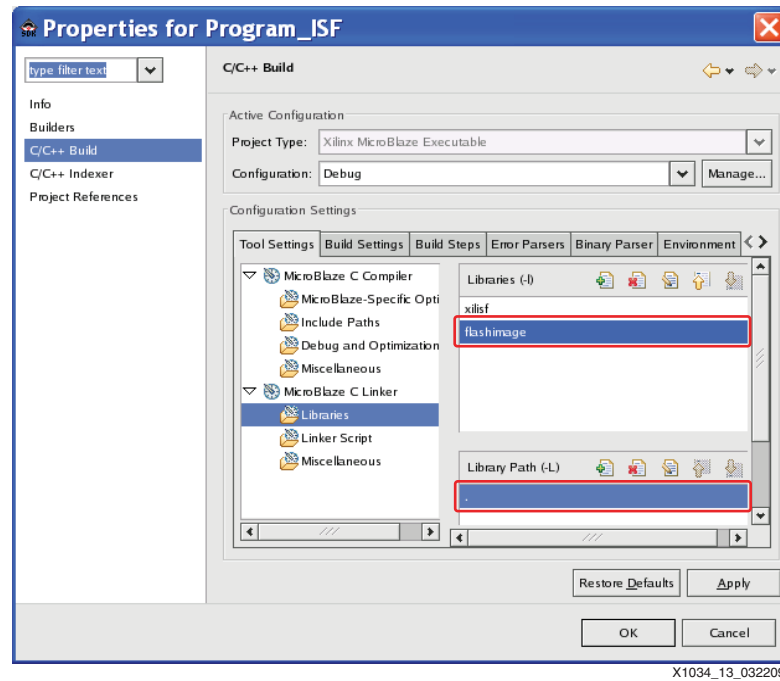 Properties for Program_ISF
type filter text
Info
Builders
C/C++ Build
C/C++ Indexer
Project References
C/C++ Build
Active Configuration
Project Type: Xilinx MicroBlaze Executable
Configuration: Debug Manage...
Configuration Settings
Tool Settings Build Settings Build Steps Error Parsers Binary Parser Environment
MicroBlaze C Compiler
MicroBlaze-Specific Opti
Include Paths
Debug and Optimization
Miscellaneous
MicroBlaze C Linker
Libraries
Linker Script
Miscellaneous
Libraries (-l)
xilisf
flashimage
Library Path (-L)
.
Restore Defaults Apply
OK Cancel
X1034_13_032209